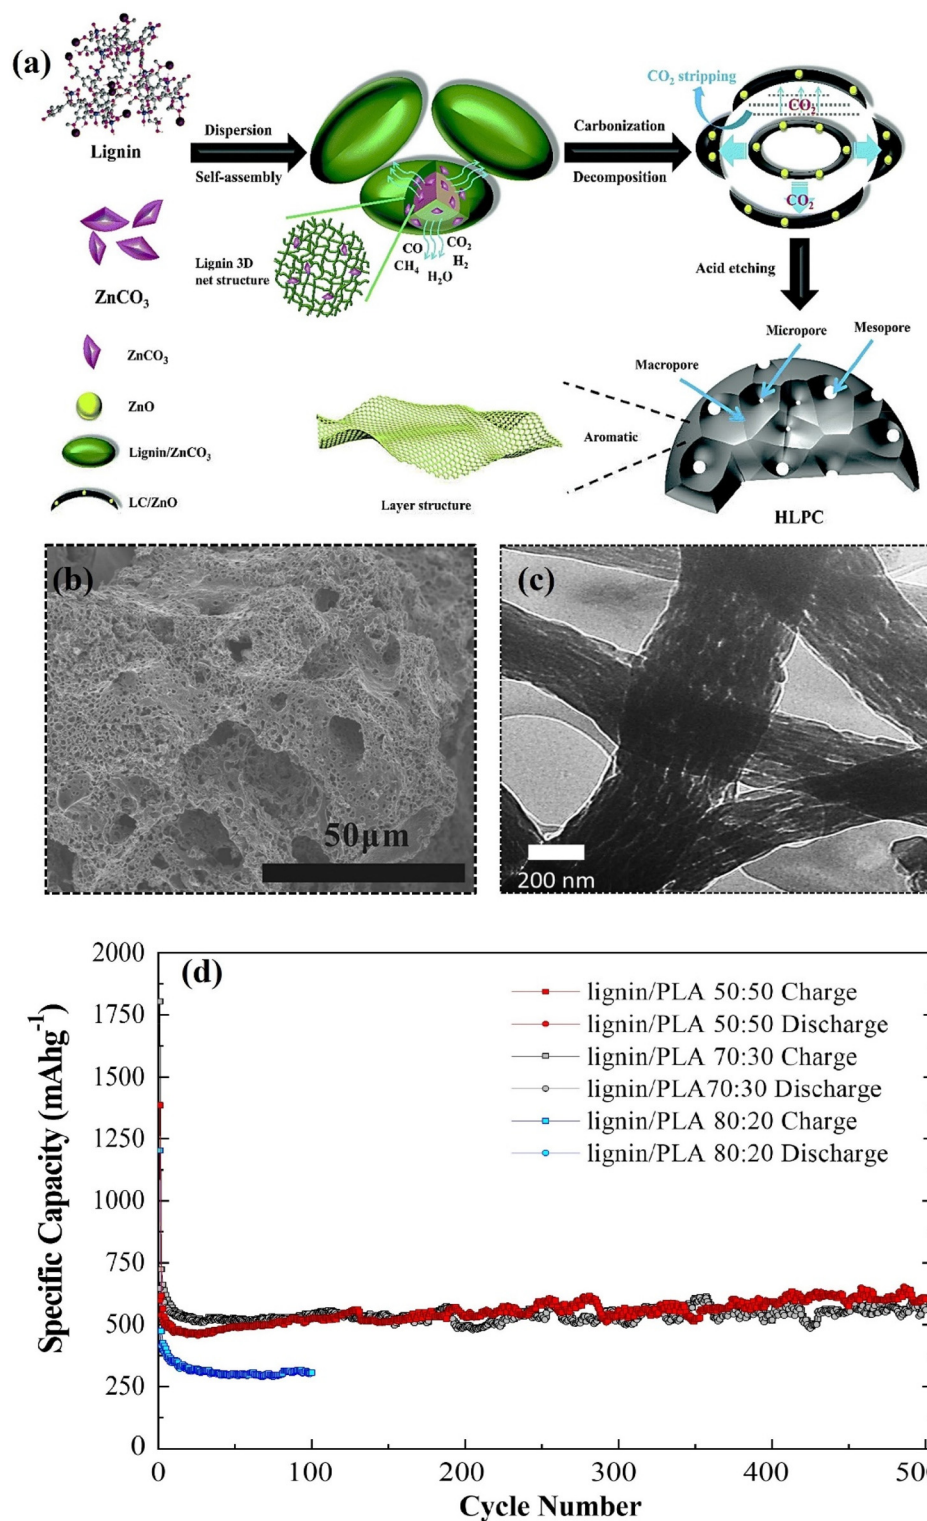 (a)
Lignin
ZnCO3
ZnCO3
ZnO
Lignin/ZnCO3
LC/ZnO
Dispersion
Self-assembly
Lignin 3D
net structure
CO
CH4
H2O
CO2
H2
Carbonization
Decomposition
CO2 stripping
CO2
CO2
Acid etching
Macropore
Micropore
Mesopore
Layer structure
Aromatic
HLPC
(b)
50μm
(c)
200 nm
(d)
lignin/PLA 50:50 Charge
lignin/PLA 50:50 Discharge
lignin/PLA 70:30 Charge
lignin/PLA70:30 Discharge
lignin/PLA 80:20 Charge
lignin/PLA 80:20 Discharge
Specific Capacity (mAhg-1)
2000
1750
1500
1250
1000
750
500
250
0
0
100
200
300
400
Cycle Number